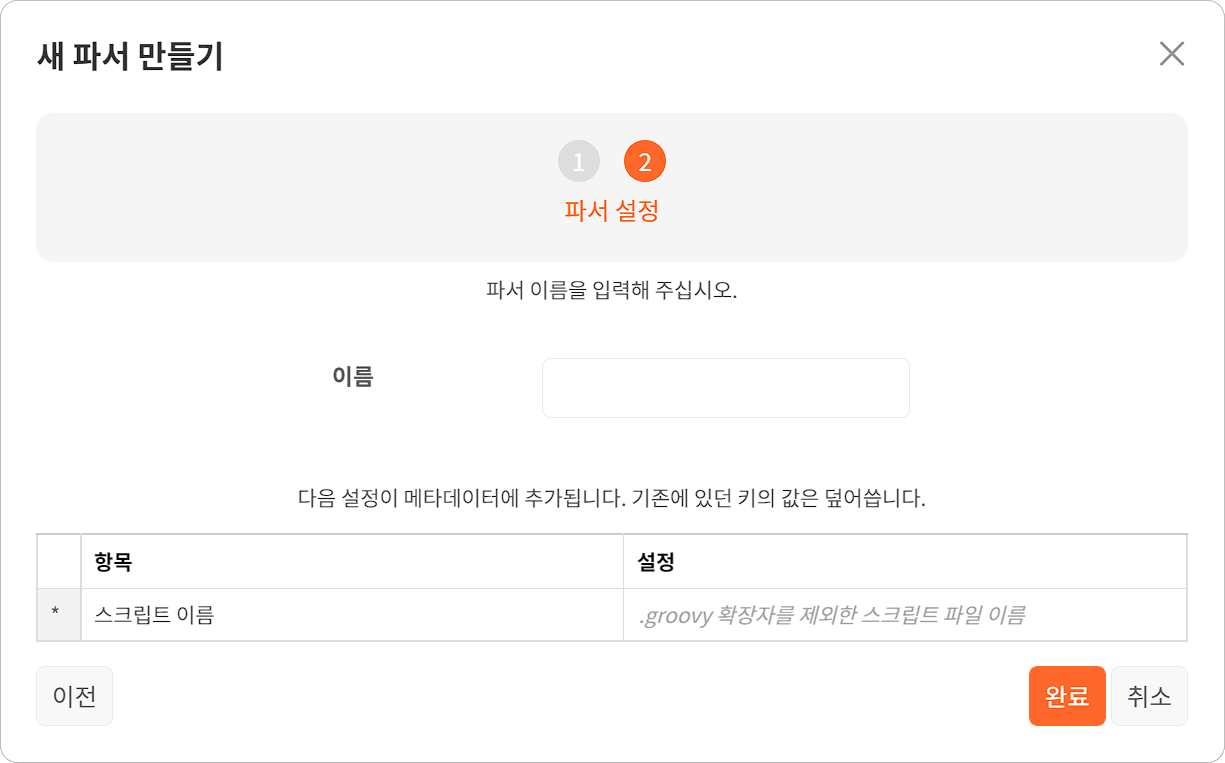 새 파서 만들기
1 2
파서 설정
파서 이름을 입력해 주십시오.
이름
다음 설정이 메타데이터에 추가됩니다. 기존에 있던 키의 값은 덮어씁니다.
항목 설정
* 스크립트 이름 .groovy 확장자를 제외한 스크립트 파일 이름
이전 완료 취소